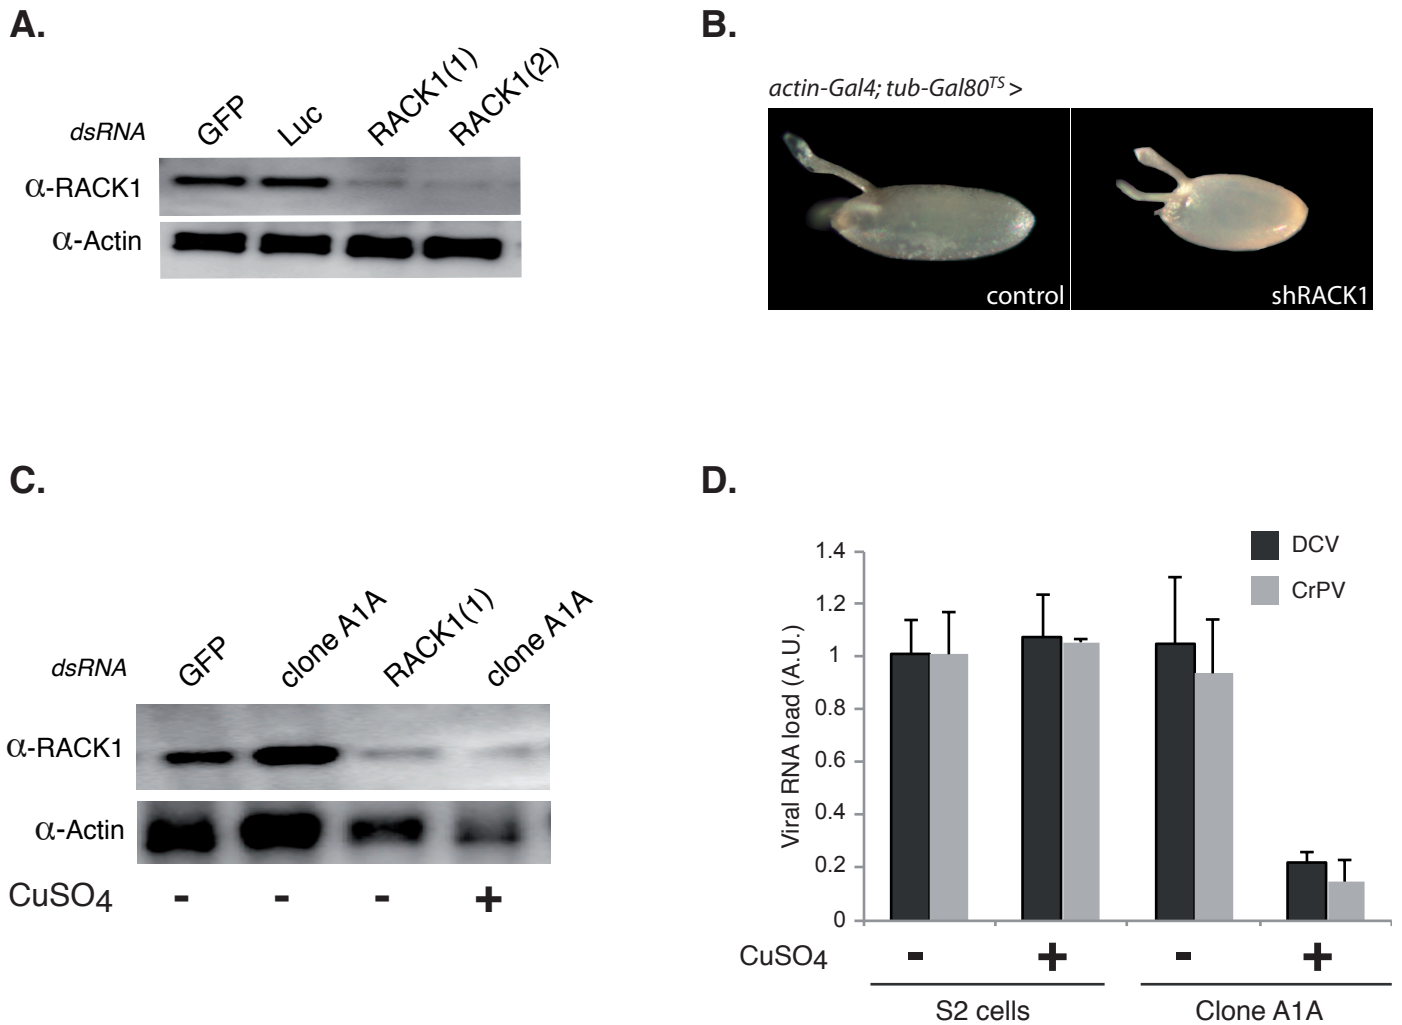 A.
dsRNA GFP Luc RACK1(1) RACK1(2)
α-RACK1
α-Actin
B.
actin-Gal4; tub-Gal80TS >
control
shRACK1
C.
dsRNA GFP clone A1A RACK1(1) clone A1A
α-RACK1
α-Actin
CuSO4 - - - +
D.
Viral RNA load (A.U.)
1.4
1.2
1
0.8
0.6
0.4
0.2
0
DCV
CrPV
CuSO4 - + - +
S2 cells Clone A1A